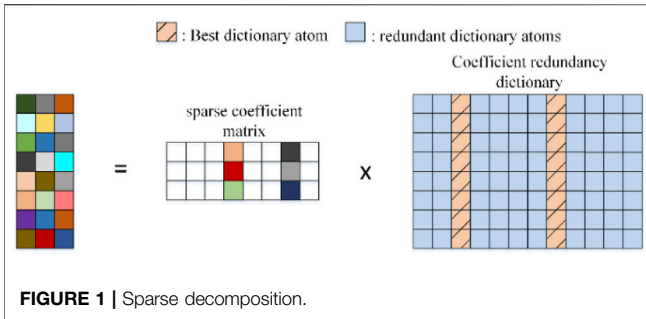 : Best dictionary atom : redundant dictionary atoms
Coefficient redundancy
dictionary
sparse coefficient
matrix
= X
FIGURE 1 | Sparse decomposition.